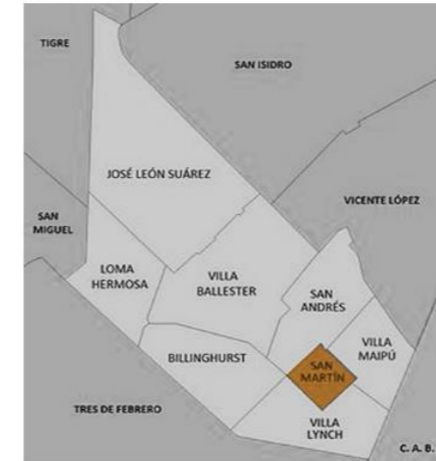 TIGRE
SAN ISIDRO
JOSÉ LEÓN SUÁREZ
VICENTE LÓPEZ
SAN
MIGUEL
LOMA
HERMOSA
VILLA
BALLESTER
SAN
ANDRÉS
VILLA
MAIPÚ
BILLINGHURST
SAN
MARTÍN
TRES DE FEBRERO
VILLA
LYNCH
C. A. B.